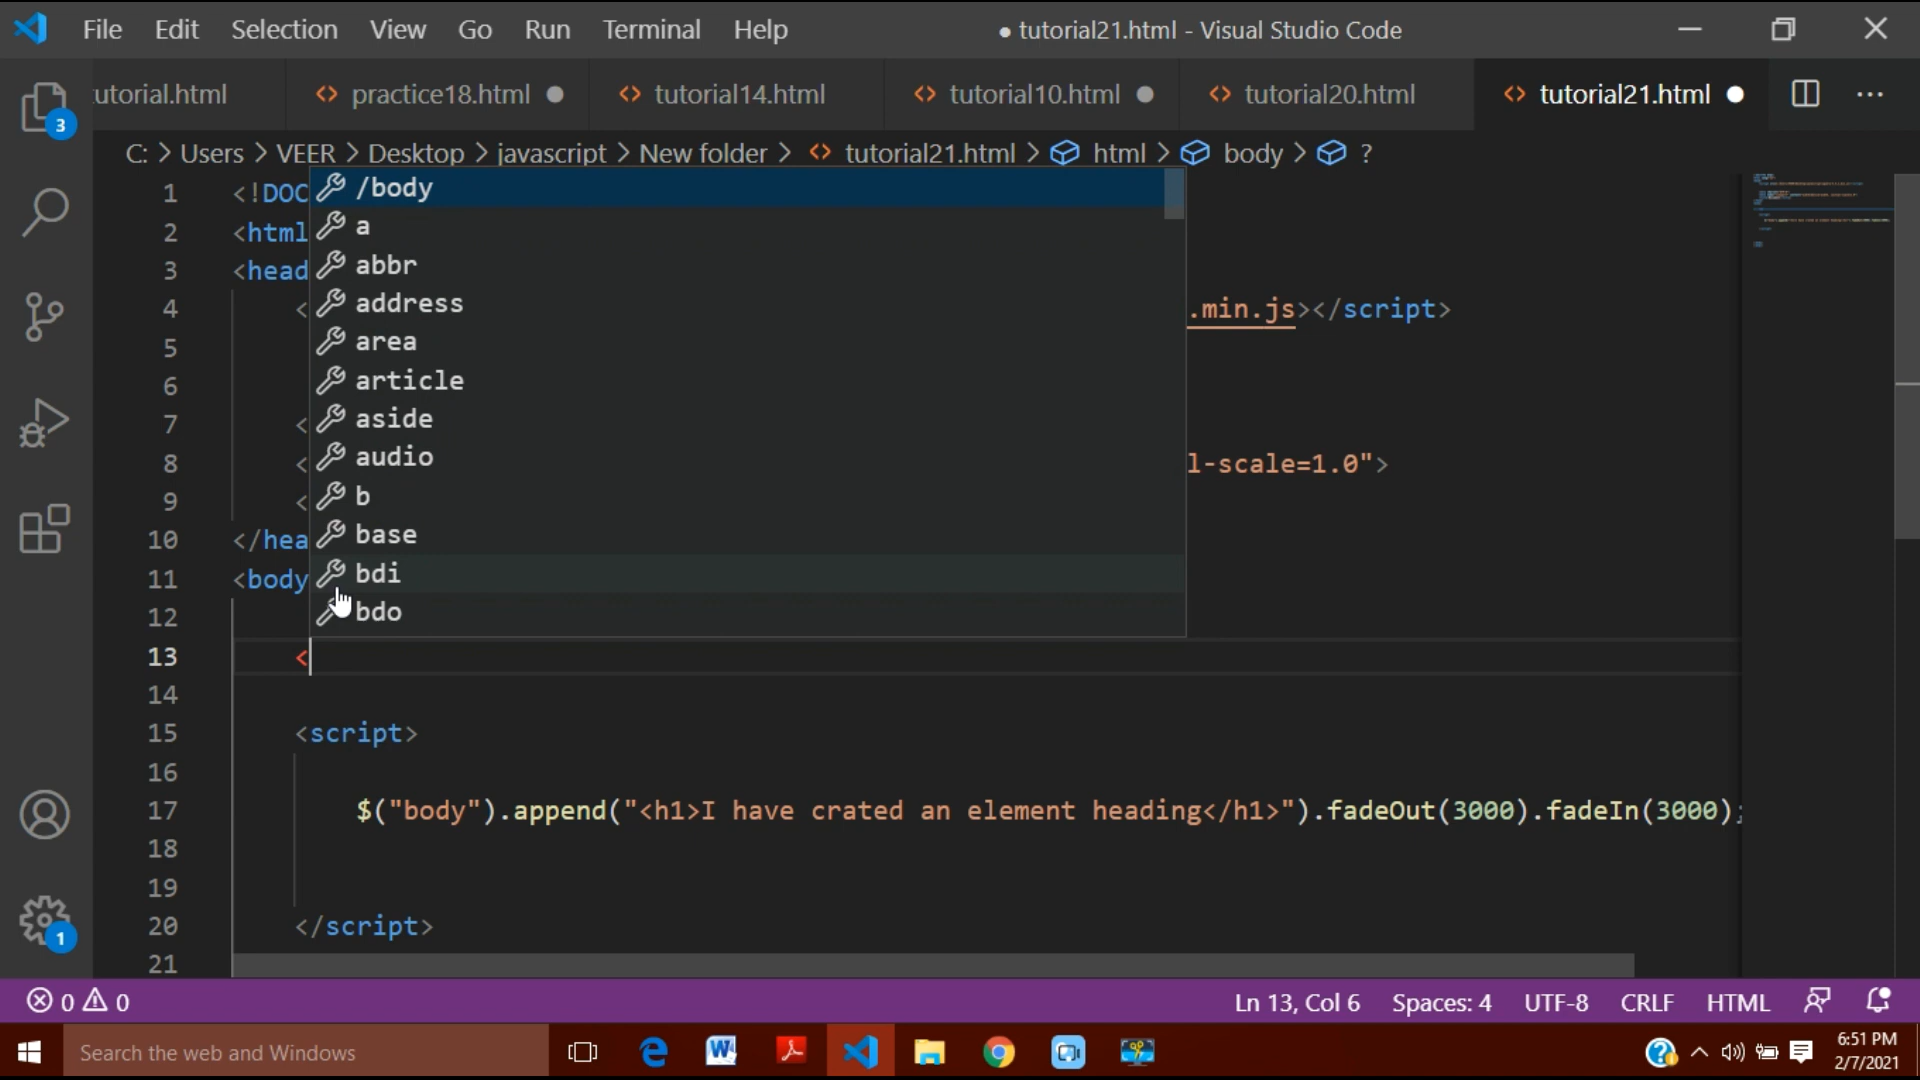 File Edit Selection View Go Run Terminal Help
● tutorial21.html - Visual Studio Code
utorial.html
<> practice18.html ●
<> tutorial14.html
<> tutorial10.html ●
<> tutorial20.html
<> tutorial21.html ●
C: > Users > VEER > Desktop > javascript > New folder > <> tutorial21.html > html > body > ?
3
1 <!DOC
2 <html
3 <head
4 < .min.js></script>
5
6
7 <
8 < l-scale=1.0">
9 <
10 </hea
11 <body
12
13 <
14
15 <script>
16
17 $("body").append("<h1>I have crated an element heading</h1>").fadeOut(3000).fadeIn(3000);
18
19
20 </script>
21
/body
a
abbr
address
area
article
aside
audio
b
base
bdi
bdo
1
0 0
Ln 13, Col 6 Spaces: 4 UTF-8 CRLF HTML
Search the web and Windows
6:51 PM
2/7/2021